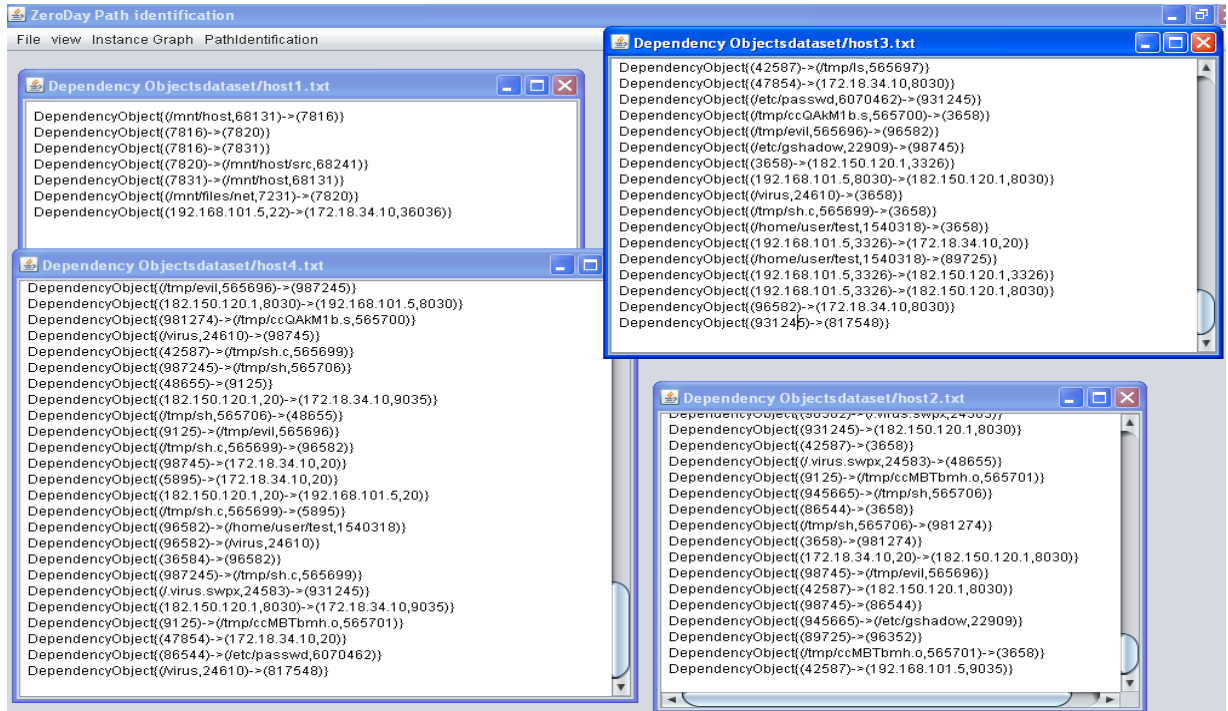 ZeroDay Path identification
File view Instance Graph PathIdentification
Dependency Objectsdataset/host1.txt
DependencyObject{(/mnt/host,68131)->(7816)}
DependencyObject{(7816)->(7820)}
DependencyObject{(7816)->(7831)}
DependencyObject{(7820)->(/mnt/host/src,68241)}
DependencyObject{(7831)->(/mnt/host,68131)}
DependencyObject{(/mnt/files/net,7231)->(7820)}
DependencyObject{(192.168.101.5,22)->(172.18.34.10,36036)}
Dependency Objectsdataset/host3.txt
DependencyObject{(42587)->(/tmp/ls,565697)}
DependencyObject{(47854)->(172.18.34.10,8030)}
DependencyObject{(/etc/passwd,6070462)->(931245)}
DependencyObject{(/tmp/ccQAkM1b.s,565700)->(3658)}
DependencyObject{(/tmp/evil,565696)->(96582)}
DependencyObject{(/etc/gshadow,22909)->(98745)}
DependencyObject{(3658)->(182.150.120.1,3326)}
DependencyObject{(192.168.101.5,8030)->(182.150.120.1,8030)}
DependencyObject{(/virus,24610)->(3658)}
DependencyObject{(/tmp/sh.c,565699)->(3658)}
DependencyObject{(/home/user/test,1540318)->(3658)}
DependencyObject{(192.168.101.5,3326)->(172.18.34.10,20)}
DependencyObject{(/home/user/test,1540318)->(89725)}
DependencyObject{(192.168.101.5,3326)->(182.150.120.1,3326)}
DependencyObject{(192.168.101.5,3326)->(182.150.120.1,8030)}
DependencyObject{(96582)->(172.18.34.10,8030)}
DependencyObject{(931245)->(817548)}
Dependency Objectsdataset/host4.txt
DependencyObject{(/tmp/evil,565696)->(987245)}
DependencyObject{(182.150.120.1,8030)->(192.168.101.5,8030)}
DependencyObject{(981274)->(/tmp/ccQAkM1b.s,565700)}
DependencyObject{(/virus,24610)->(98745)}
DependencyObject{(42587)->(/tmp/sh.c,565699)}
DependencyObject{(987245)->(/tmp/sh,565706)}
DependencyObject{(48655)->(9125)}
DependencyObject{(182.150.120.1,20)->(172.18.34.10,9035)}
DependencyObject{(/tmp/sh,565706)->(48655)}
DependencyObject{(9125)->(/tmp/evil,565696)}
DependencyObject{(/tmp/sh.c,565699)->(96582)}
DependencyObject{(98745)->(172.18.34.10,20)}
DependencyObject{(5895)->(172.18.34.10,20)}
DependencyObject{(182.150.120.1,20)->(192.168.101.5,20)}
DependencyObject{(/tmp/sh.c,565699)->(5895)}
DependencyObject{(96582)->(/home/user/test,1540318)}
DependencyObject{(96582)->(/virus,24610)}
DependencyObject{(36584)->(96582)}
DependencyObject{(987245)->(/tmp/sh.c,565699)}
DependencyObject{(/.virus.swpx,24583)->(931245)}
DependencyObject{(182.150.120.1,8030)->(172.18.34.10,9035)}
DependencyObject{(9125)->(/tmp/ccMBTbmh.o,565701)}
DependencyObject{(47854)->(172.18.34.10,20)}
DependencyObject{(86544)->(/etc/passwd,6070462)}
DependencyObject{(/virus,24610)->(817548)}
Dependency Objectsdataset/host2.txt
DependencyObject{(931245)->(182.150.120.1,8030)}
DependencyObject{(42587)->(3658)}
DependencyObject{(/.virus.swpx,24583)->(48655)}
DependencyObject{(9125)->(/tmp/ccMBTbmh.o,565701)}
DependencyObject{(945665)->(/tmp/sh,565706)}
DependencyObject{(86544)->(3658)}
DependencyObject{(/tmp/sh,565706)->(981274)}
DependencyObject{(3658)->(981274)}
DependencyObject{(172.18.34.10,20)->(182.150.120.1,8030)}
DependencyObject{(98745)->(/tmp/evil,565696)}
DependencyObject{(42587)->(182.150.120.1,8030)}
DependencyObject{(98745)->(86544)}
DependencyObject{(945665)->(/etc/gshadow,22909)}
DependencyObject{(89725)->(96352)}
DependencyObject{(/tmp/ccMBTbmh.o,565701)->(3658)}
DependencyObject{(42587)->(192.168.101.5,9035)}